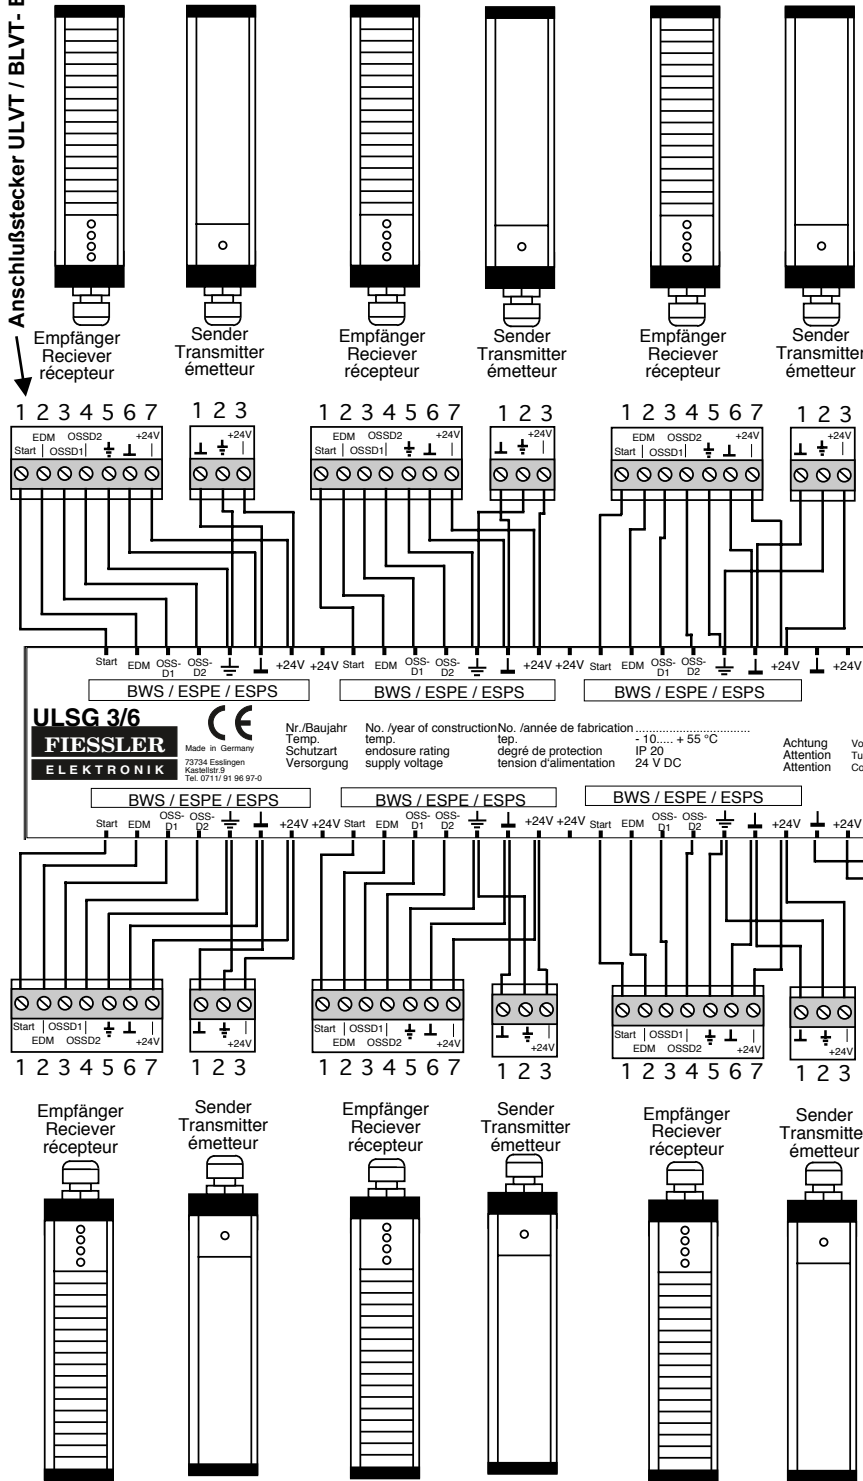 Anschlußstecker ULVT / BLVT-
Empfänger
Reciever
récepteur
Sender
Transmitter
émetteur
Empfänger
Reciever
récepteur
Sender
Transmitter
émetteur
Empfänger
Reciever
récepteur
Sender
Transmitter
émetteur
1 2 3 4 5 6 7 1 2 3 1 2 3 4 5 6 7 1 2 3 1 2 3 4 5 6 7 1 2 3
EDM OSSD2 +24V
Start OSSD1
+24V
EDM OSSD2 +24V
Start OSSD1
+24V
EDM OSSD2 +24V
Start OSSD1
+24V
Start EDM OSS-D1 OSS-D2 +24V +24V Start EDM OSS-D1 OSS-D2 +24V +24V Start EDM OSS-D1 OSS-D2 +24V +24V
BWS / ESPE / ESPS BWS / ESPE / ESPS BWS / ESPE / ESPS
ULSG 3/6
FIESSLER
ELEKTRONIK
CE
Made in Germany
73734 Esslingen
Kastellstr.9
Tel. 0711/ 91 96 97-0
Nr./Baujahr No. /year of construction No. /année de fabrication ..................................
Temp. temp. tep. - 10..... + 55 °C
Schutzart endosure rating degré de protection IP 20
Versorgung supply voltage tension d'alimentation 24 V DC
Achtung Vo
Attention Tu
Attention Co
BWS / ESPE / ESPS BWS / ESPE / ESPS BWS / ESPE / ESPS
Start EDM OSS-D1 OSS-D2 +24V +24V Start EDM OSS-D1 OSS-D2 +24V +24V Start EDM OSS-D1 OSS-D2 +24V +24V
Start OSSD1
EDM OSSD2 +24V
+24V
Start OSSD1
EDM OSSD2 +24V
+24V
Start OSSD1
EDM OSSD2 +24V
+24V
1 2 3 4 5 6 7 1 2 3 1 2 3 4 5 6 7 1 2 3 1 2 3 4 5 6 7 1 2 3
Empfänger
Reciever
récepteur
Sender
Transmitter
émetteur
Empfänger
Reciever
récepteur
Sender
Transmitter
émetteur
Empfänger
Reciever
récepteur
Sender
Transmitte
émetteur